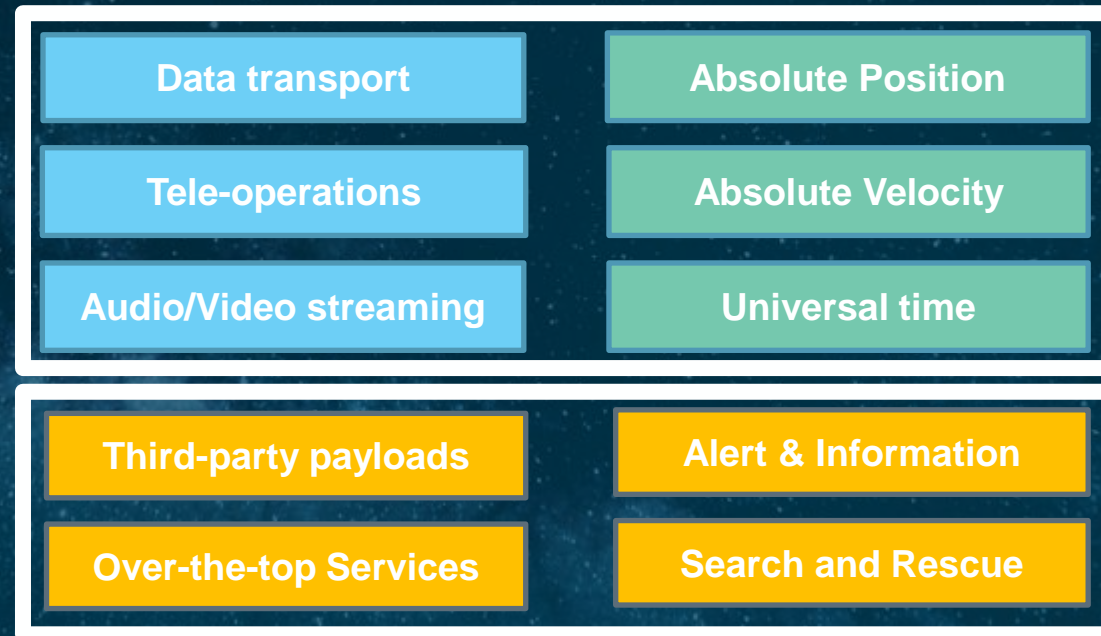 Data transport
Absolute Position
Tele-operations
Absolute Velocity
Audio/Video streaming
Universal time
Third-party payloads
Alert & Information
Over-the-top Services
Search and Rescue